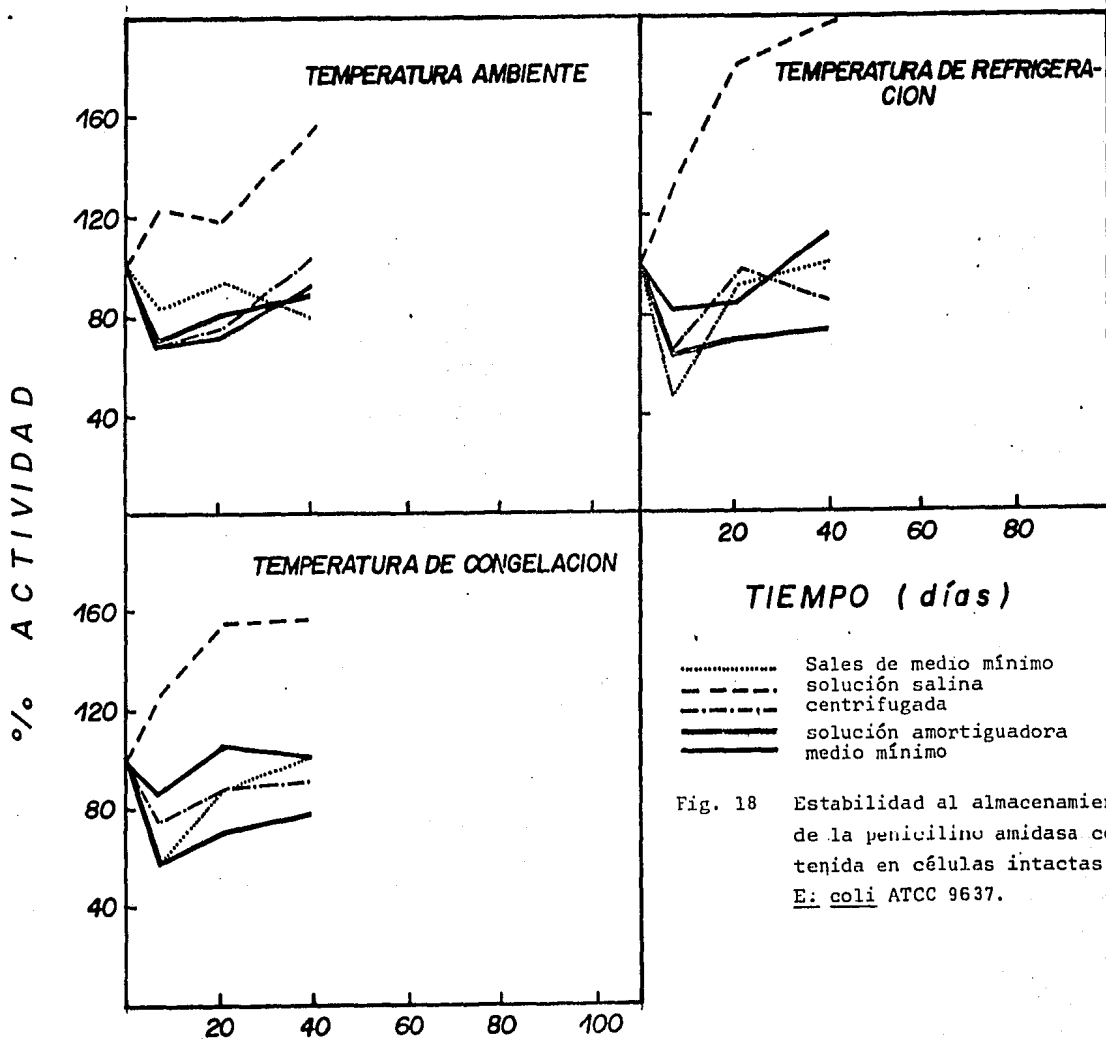 TEMPERATURA AMBIENTE
160
120
80
40
% ACTIVIDAD
TEMPERATURA DE REFRIGERA-
CION
20 40 60 80
TEMPERATURA DE CONGELACION
160
120
80
40
20 40 60 80 100
TIEMPO (días)
Sales de medio mínimo
solución salina
centrifugada
solución amortiguadora
medio mínimo
Fig. 18 Estabilidad al almacenamie
de la penicilino amidasa co
tenida en células intactas
E: coli ATCC 9637.